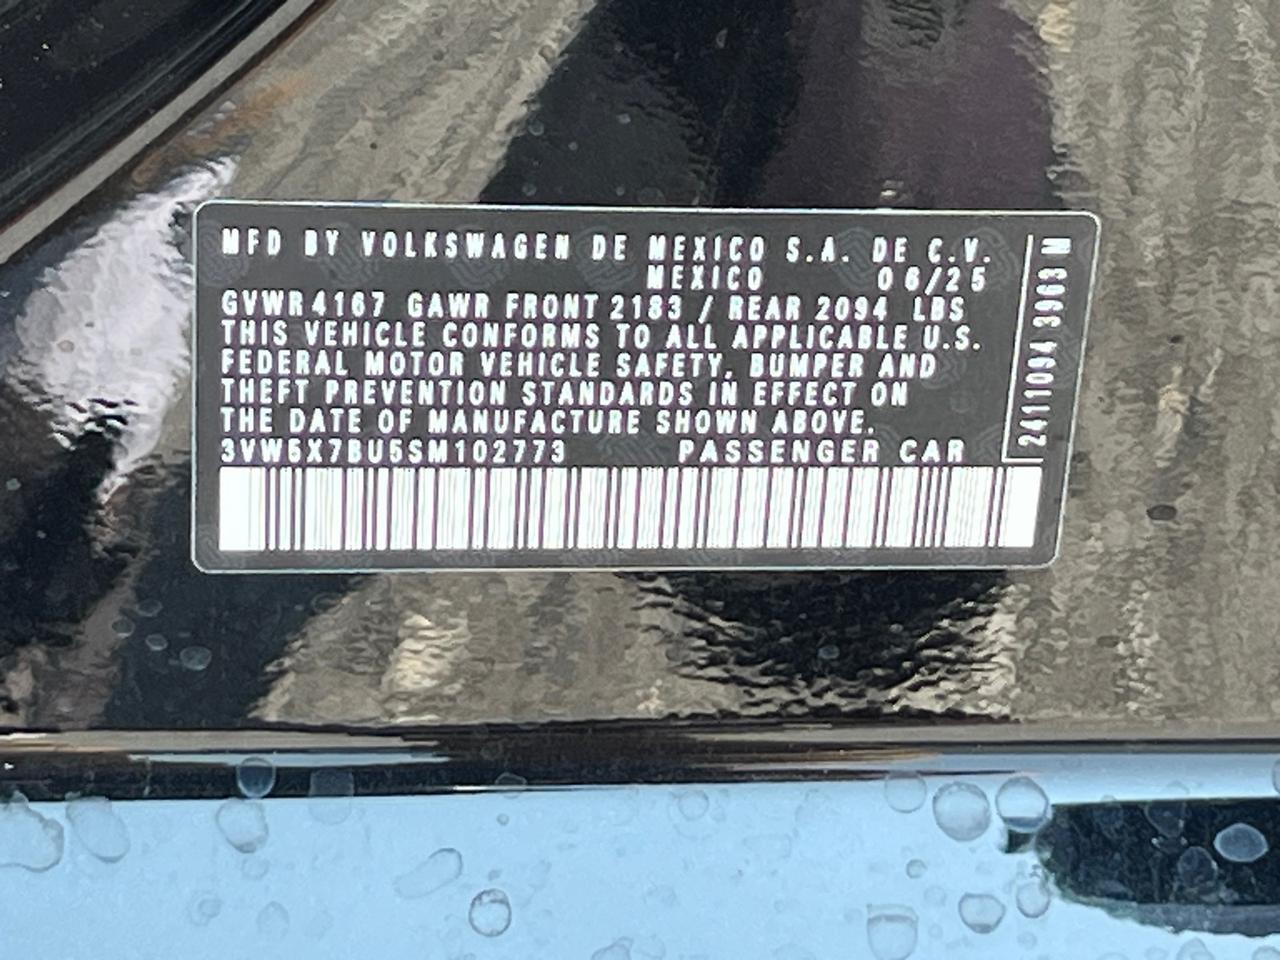 MFD BY VOLKSWAGEN DE MEXICO S.A. DE C.V.
MEXICO 06/25
GVWR 4167 GAWR FRONT 2183 / REAR 2094 LBS
THIS VEHICLE CONFORMS TO ALL APPLICABLE U.S.
FEDERAL MOTOR VEHICLE SAFETY, BUMPER AND
THEFT PREVENTION STANDARDS IN EFFECT ON
THE DATE OF MANUFACTURE SHOWN ABOVE.
3VW5X7BU5SM102773 PASSENGER CAR
2411094 3963 N